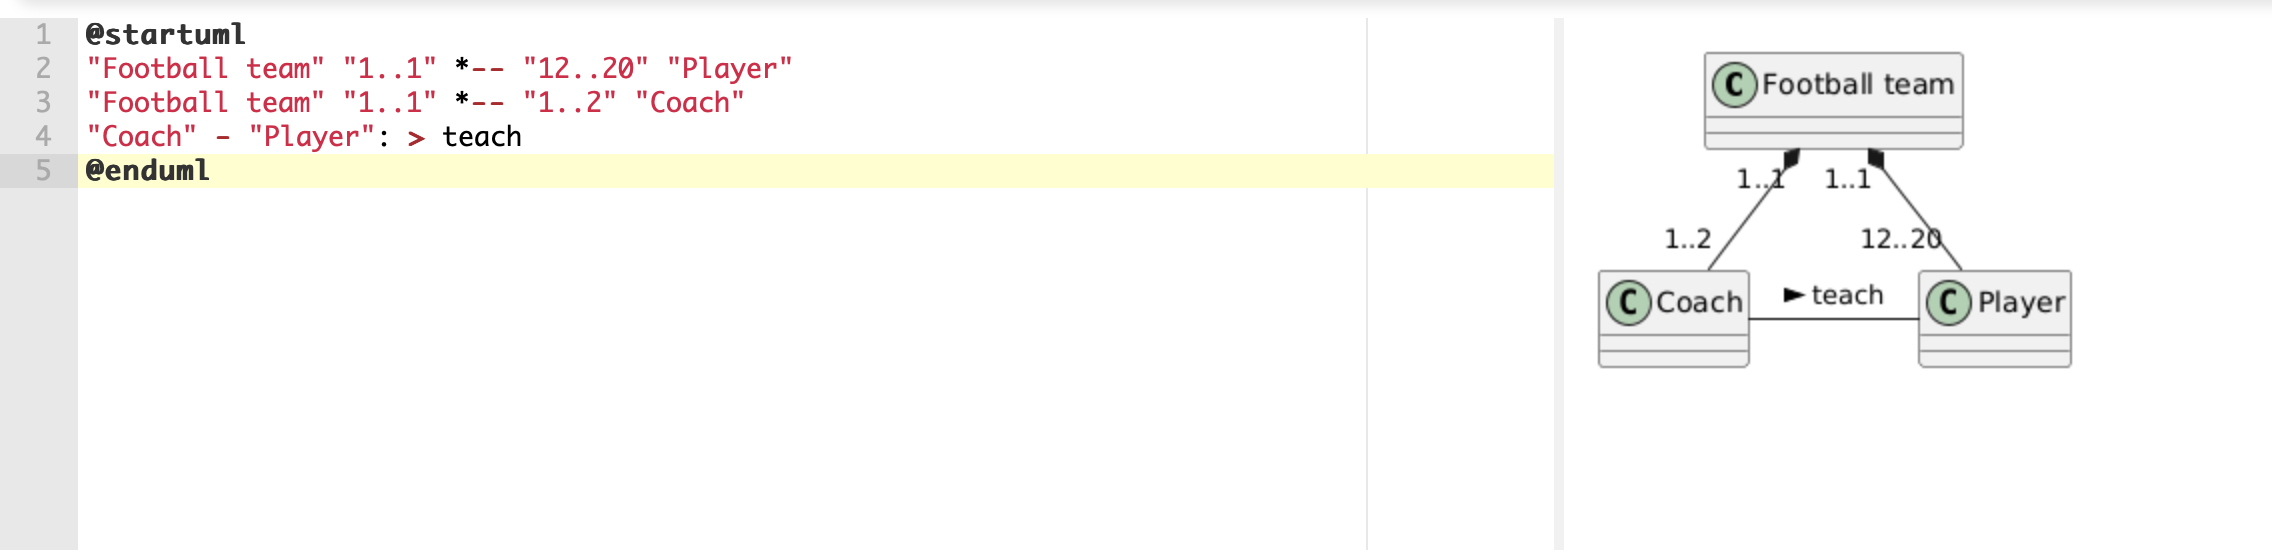 1 @startuml
2 "Football team" "1..1" *-- "12..20" "Player"
3 "Football team" "1..1" *-- "1..2" "Coach"
4 "Coach" - "Player": > teach
5 @enduml
C Football team
1..1 1..1
1..2 12..20
► teach
C Coach C Player